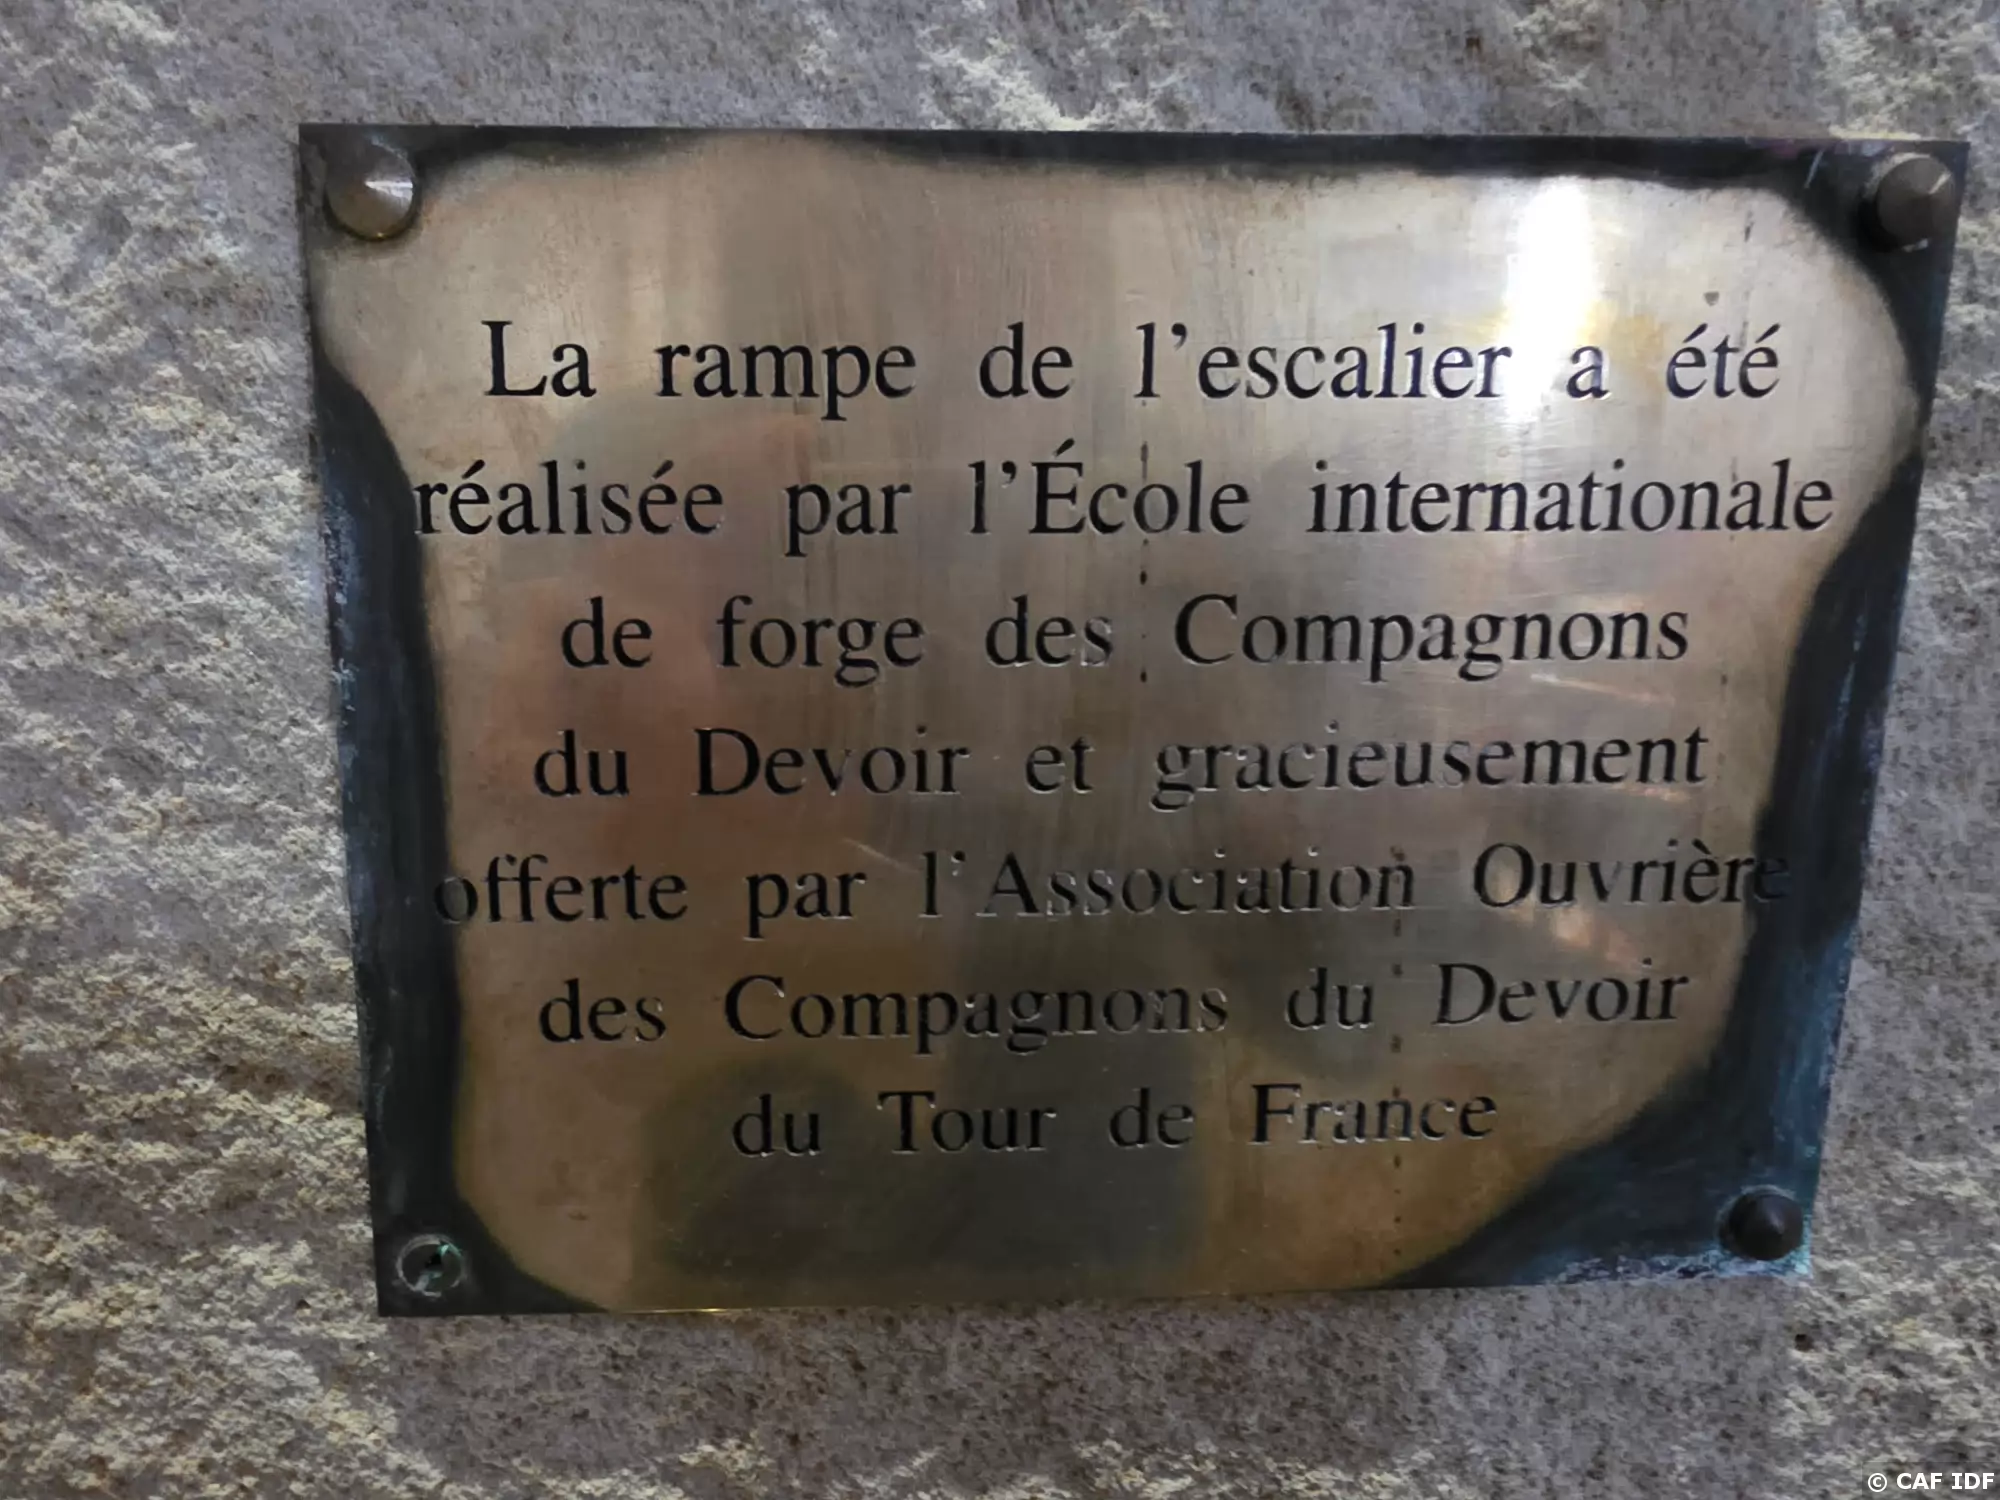 La rampe de l'escalier a été
réalisée par l'École internationale
de forge des Compagnons
du Devoir et gracieusement
offerte par l'Association Ouvrière
des Compagnons du Devoir
du Tour de France
© CAF IDF